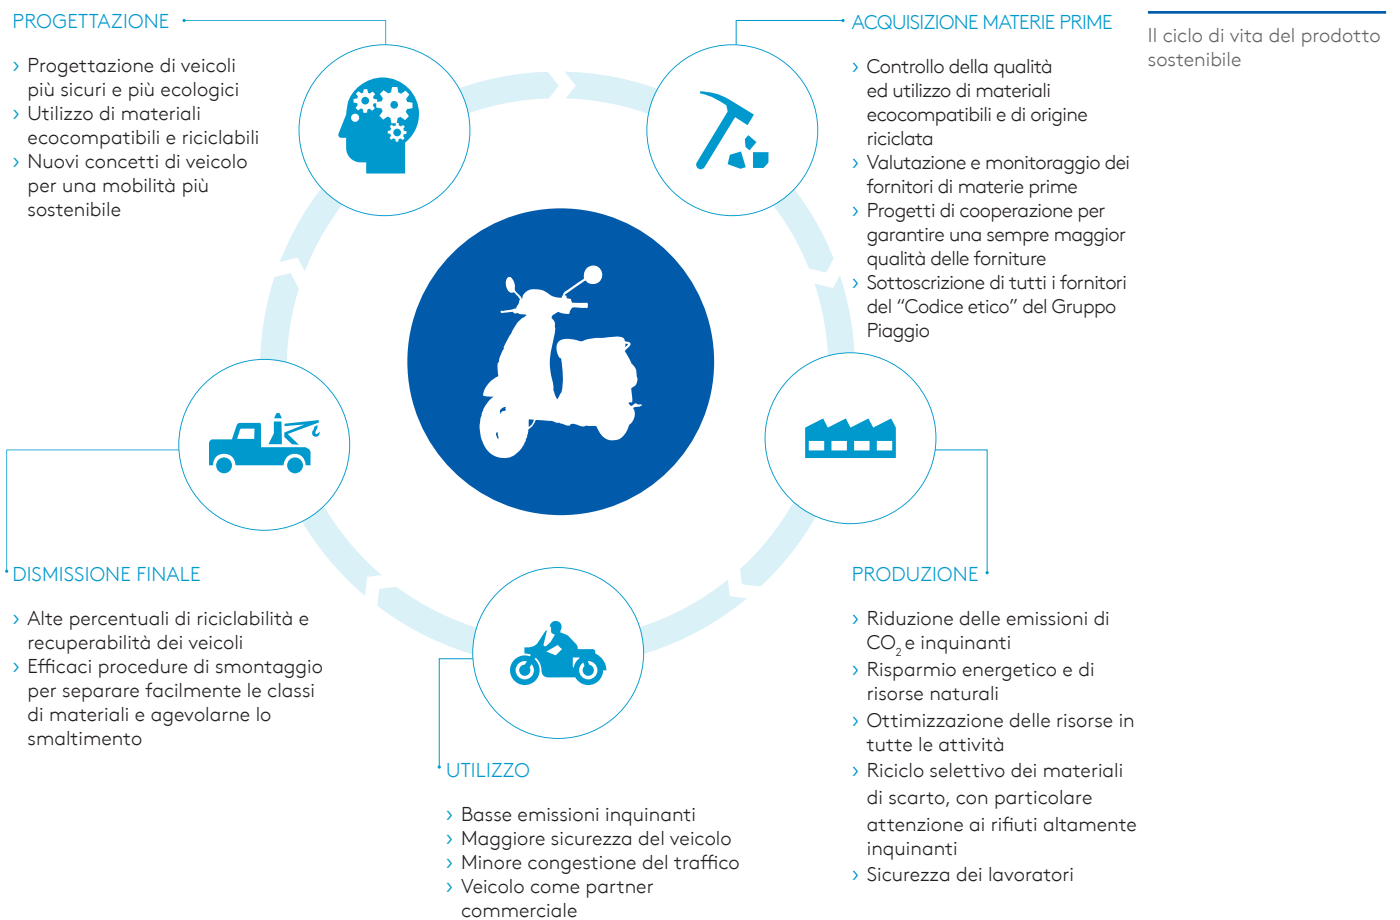 PROGETTAZIONE
› Progettazione di veicoli
più sicuri e più ecologici
› Utilizzo di materiali
ecocompatibili e riciclabili
› Nuovi concetti di veicolo
per una mobilità più
sostenibile
ACQUISIZIONE MATERIE PRIME
› Controllo della qualità
ed utilizzo di materiali
ecocompatibili e di origine
riciclata
› Valutazione e monitoraggio dei
fornitori di materie prime
› Progetti di cooperazione per
garantire una sempre maggior
qualità delle forniture
› Sottoscrizione di tutti i fornitori
del “Codice etico” del Gruppo
Piaggio
Il ciclo di vita del prodotto
sostenibile
DISMISSIONE FINALE
› Alte percentuali di riciclabilità e
recuperabilità dei veicoli
› Efficaci procedure di smontaggio
per separare facilmente le classi
di materiali e agevolarne lo
smaltimento
PRODUZIONE
› Riduzione delle emissioni di
CO₂ e inquinanti
› Risparmio energetico e di
risorse naturali
› Ottimizzazione delle risorse in
tutte le attività
› Riciclo selettivo dei materiali
di scarto, con particolare
attenzione ai rifiuti altamente
inquinanti
› Sicurezza dei lavoratori
UTILIZZO
› Basse emissioni inquinanti
› Maggiore sicurezza del veicolo
› Minore congestione del traffico
› Veicolo come partner
commerciale